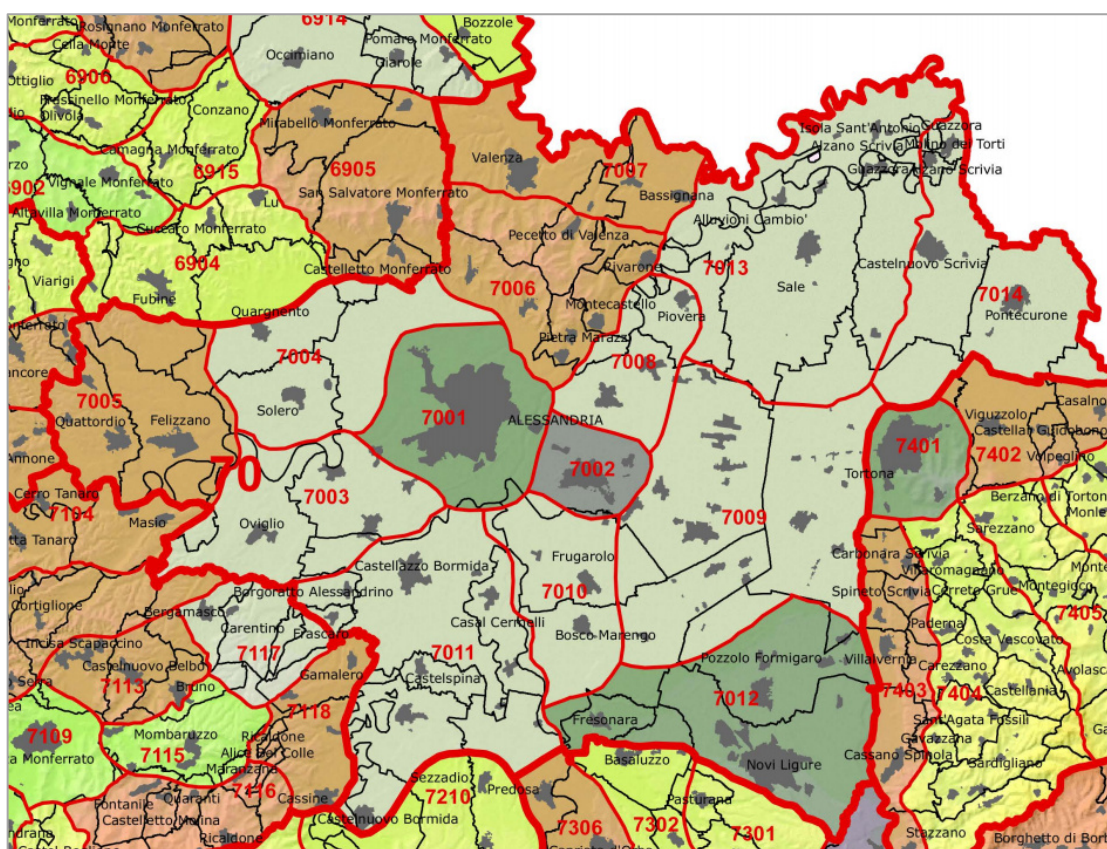 Monferrato
Rosignano Monferrato
6914
Bozzole
Cella Monte
Pomaro Monferrato
Occimiano
Giarole
6900
Ottiglio
Frassinello Monferrato
Conzano
Olivola
Mirabello Monferrato
Isola Sant'Antonio
Guazzora
Alzano Scrivia
Molino dei Torti
Camagna Monferrato
Valenza
7007
6915
6905
Guazzora
Alzano Scrivia
6902
Vignale Monferrato
San Salvatore Monferrato
Bassignana
Lu
Altavilla Monferrato
Alluvioni Cambio'
Cuccaro Monferrato
Pecetto di Valenza
6904
Castelletto Monferrato
Rivarone
7013
Castelnuovo Scrivia
Viarigi
Sale
7006
7014
Fubine
Montecastello
Quargnento
Piovera
Pontecurone
Pietra Marazzi
7004
7008
7005
Solero
Viguzzolo
Casalno
Quattordio
Felizzano
7001
ALESSANDRIA
Castellar Guidobono
7401
7402
Annone
7002
Volpeglino
70
Tortona
Cerro Tanaro
7003
Berzano di Tortona
7104
Masio
7009
Oviglio
Sarezzano
Frugarolo
Carbonara Scrivia
Castellazzo Bormida
Villaromagnano
Montegioco
Cortiglione
Borgoratto Alessandrino
7010
Spineto Scrivia
Cerreto Grue
7405
Bergamasco
Carentino
Casal Cermelli
Paderna
Incisa Scapaccino
Frascaro
Bosco Marengo
Costa Vescovato
7117
7011
Pozzolo Formigaro
Villalvernia
Carezzano
Castelnuovo Belbo
Gamalero
Castelspina
7113
Bruno
7012
7403
7404
Castellania
7118
Fresonara
7109
Mombaruzzo
Ricaldone
Sant'Agata Fossili
7115
Alice Bel Colle
Gavazzana
Maranzana
Basaluzzo
Novi Ligure
Cassano Spinola
Sardigliano
Sezzadio
7116
Predosa
Quaranti
Cassine
7210
Pasturana
Fontanile
Castelletto Molina
Castelnuovo Bormida
7306
7302
7301
Ricaldone
Stazzano